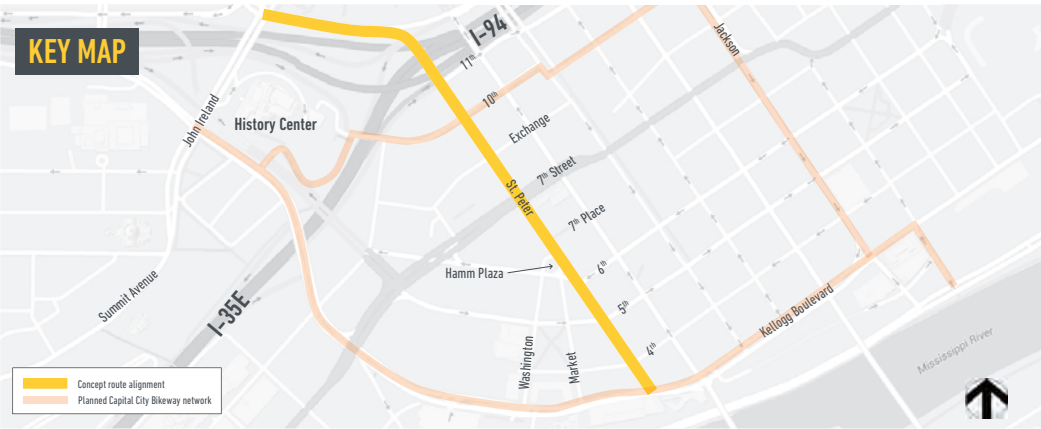 KEY MAP
I-94
11th
Jackson
10th
John Ireland
History Center
Exchange
7th Street
St. Peter
7th Place
Hamm Plaza
6th
Summit Avenue
I-35E
5th
Kellogg Boulevard
4th
Washington
Market
Mississippi River
Concept route alignment
Planned Capital City Bikeway network